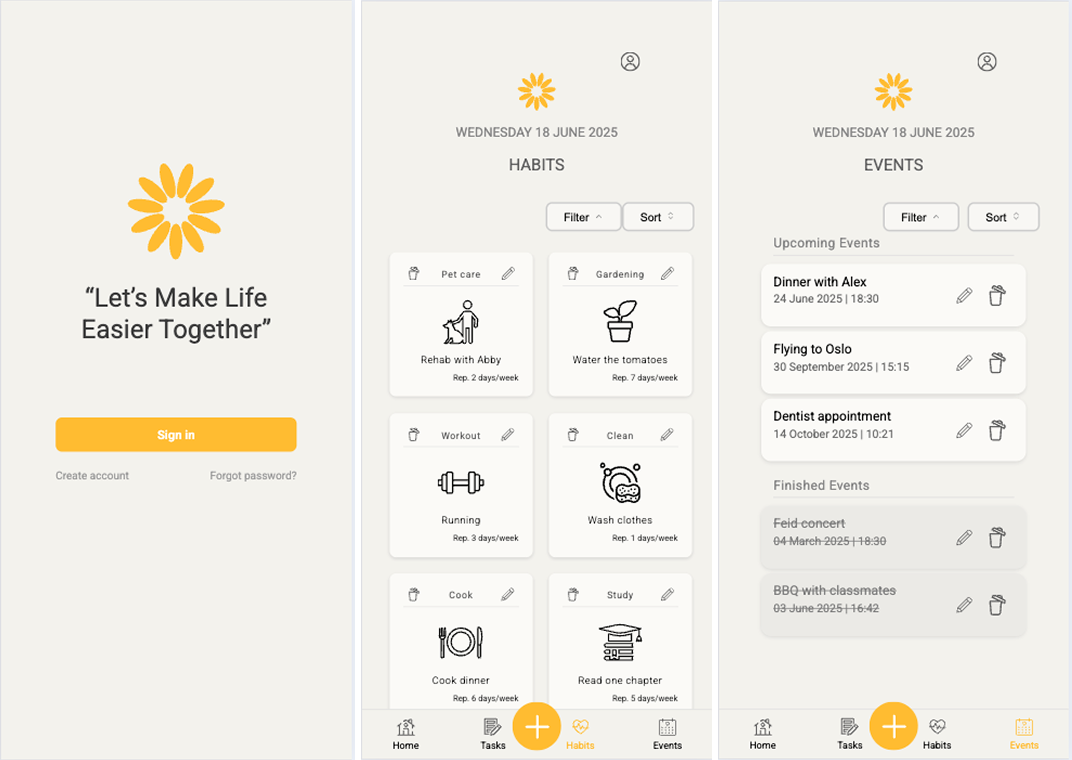 “Let’s Make Life
Easier Together”
Sign in
Create account
Forgot password?
WEDNESDAY 18 JUNE 2025
HABITS
Filter
Sort
Pet care
Rehab with Abby
Rep. 2 days/week
Gardening
Water the tomatoes
Rep. 7 days/week
Workout
Running
Rep. 3 days/week
Clean
Wash clothes
Rep. 1 days/week
Cook
Cook dinner
Rep. 6 days/week
Study
Read one chapter
Rep. 5 days/week
Home
Tasks
Habits
Events
WEDNESDAY 18 JUNE 2025
EVENTS
Filter
Sort
Upcoming Events
Dinner with Alex
24 June 2025 | 18:30
Flying to Oslo
30 September 2025 | 15:15
Dentist appointment
14 October 2025 | 10:21
Finished Events
Feid concert
04 March 2025 | 18:30
BBQ with classmates
03 June 2025 | 16:42
Home
Tasks
Habits
Events